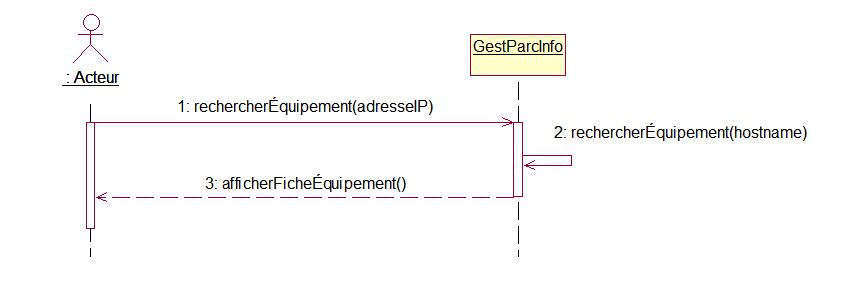 GestParcInfo
: Acteur
1: rechercherÉquipement(adresseIP)
2: rechercherÉquipement(hostname)
3: afficherFicheÉquipement()